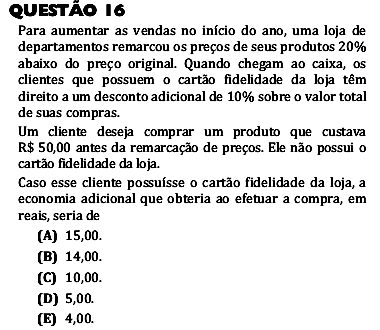 QUESTÃO 16
Para aumentar as vendas no início do ano, uma loja de
departamentos remarcou os preços de seus produtos 20%
abaixo do preço original. Quando chegam ao caixa, os
clientes que possuem o cartão fidelidade da loja têm
direito a um desconto adicional de 10% sobre o valor total
de suas compras.
Um cliente deseja comprar um produto que custava
R$ 50,00 antes da remarcação de preços. Ele não possui o
cartão fidelidade da loja.
Caso esse cliente possuísse o cartão fidelidade da loja, a
economia adicional que obteria ao efetuar a compra, em
reais, seria de
(A) 15,00.
(B) 14,00.
(C) 10,00.
(D) 5,00.
(E) 4,00.